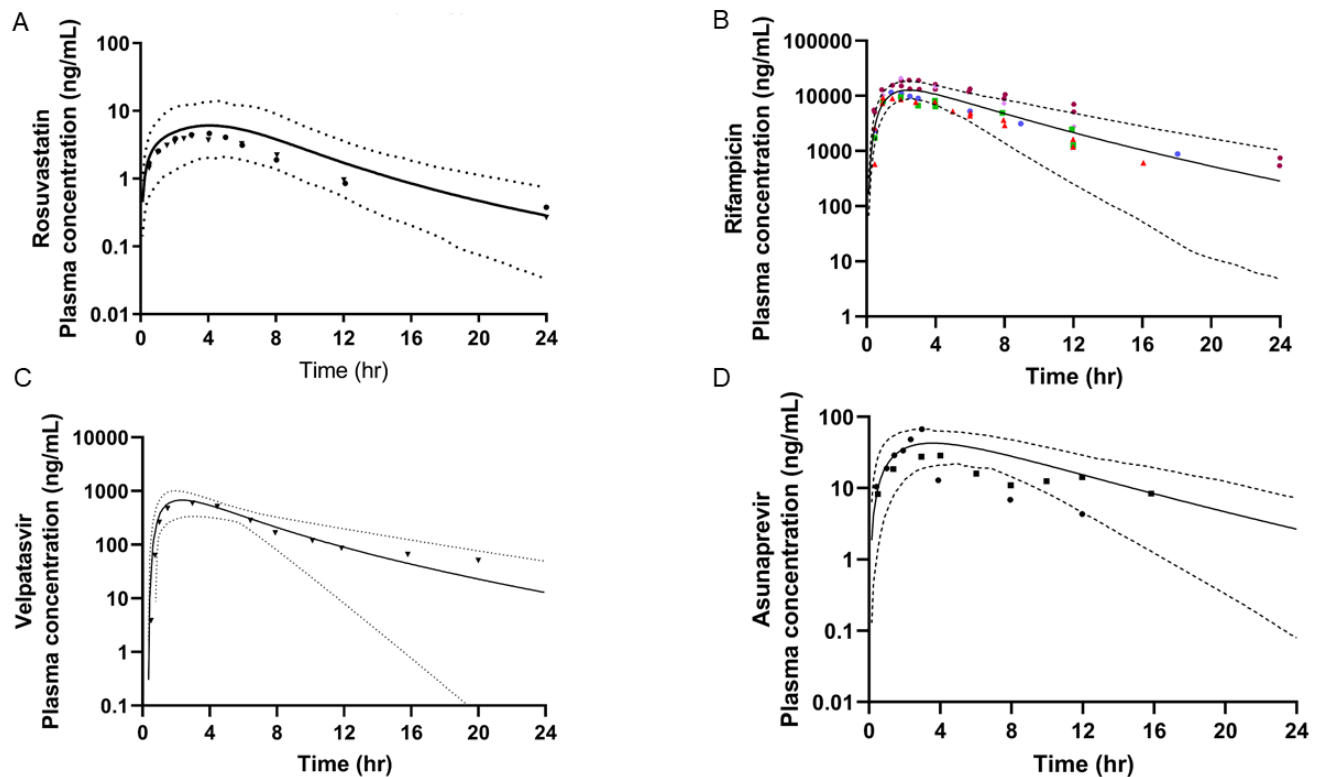 A
Rosuvastatin
Plasma concentration (ng/mL)
100
10
1
0.1
0.01
0 4 8 12 16 20 24
Time (hr)
B
Rifampicin
Plasma concentration (ng/mL)
100000
10000
1000
100
10
1
0 4 8 12 16 20 24
Time (hr)
C
Velpatasvir
Plasma concentration (ng/mL)
10000
1000
100
10
1
0.1
0 4 8 12 16 20 24
Time (hr)
D
Asunaprevir
Plasma concentration (ng/mL)
100
10
1
0.1
0.01
0 4 8 12 16 20 24
Time (hr)